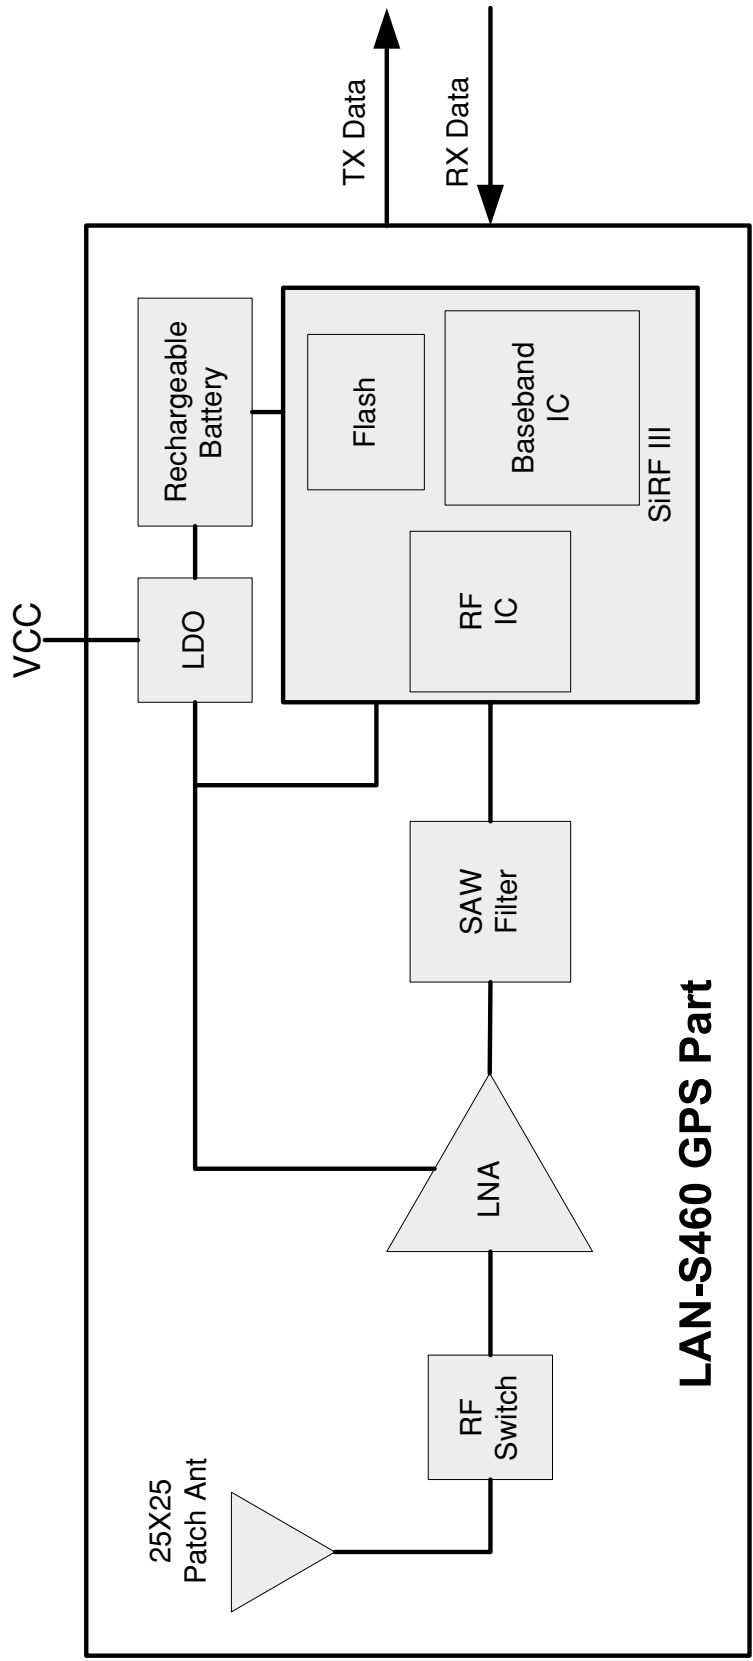 25X25
Patch Ant
RF
Switch
LNA
SAW
Filter
VCC
LDO
Rechargeable
Battery
RF
IC
Flash
Baseband
IC
SiRF III
TX Data
RX Data
LAN-S460 GPS Part